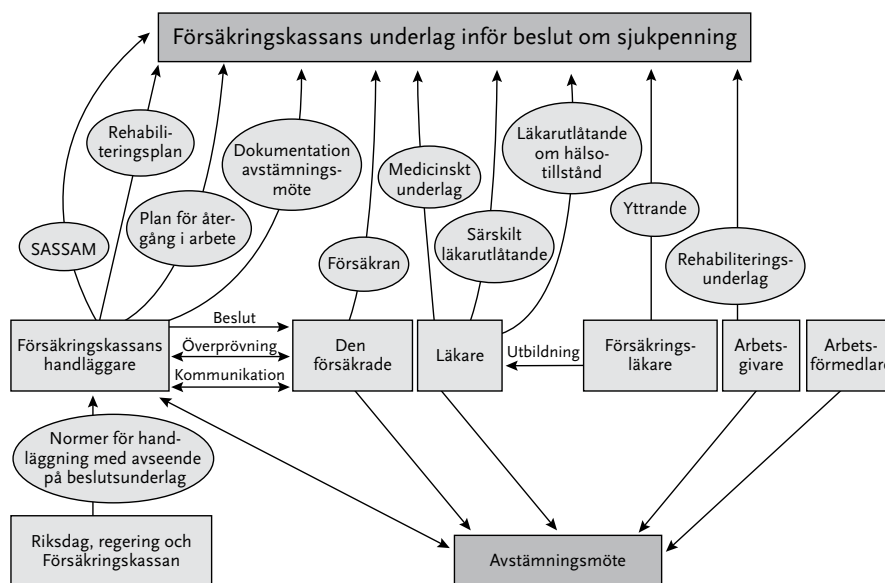 Försäkringskassans underlag inför beslut om sjukpenning
Rehabili-
teringsplan
Dokumentation
avstämnings-
möte
Läkarutlåtande
om hälso-
tillstånd
Medicinskt
underlag
Plan för åter-
gång i arbete
Yttrande
SASSAM
Försäkran
Särskilt
läkarutlåtande
Rehabiliterings-
underlag
Försäkringskassans
handläggare
Beslut
Överprövning
Kommunikation
Den
försäkrade
Läkare
Utbildning
Försäkrings-
läkare
Arbets-
givare
Arbets-
förmedlare
Normer för hand-
läggning med avseende
på beslutsunderlag
Riksdag, regering och
Försäkringskassan
Avstämningsmöte